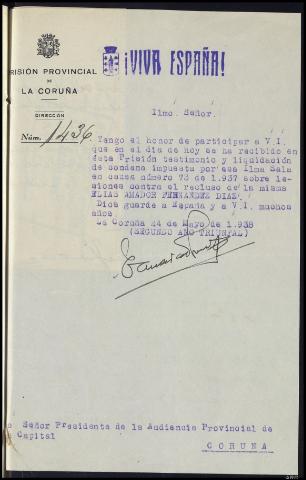 ¡VIVA ESPAÑA!
RISIÓN PROVINCIAL
DE
LA CORUÑA
DIRECCIÓN
Núm. 1436
Ilmo. Señor.
Tengo el honor de participar a V.I.
que en el dia de hoy se ha recibido en
ésta Prisión testimonio y liquidación
de condena impuesta por esa Ilma Sala
en causa número 73 de 1.937 sobre le-
siones contra el recluso de la misma
ELIAS AMADOR FERNANDEZ DIAZ.
Dios guarde a España y a V.I. muchos
años
La Coruña 24 de Mayo de 1.938
(SEGUNDO AÑO TRIUNFAL)
Señor Presidente de la Audiencia Provincial de
Capital
CORUÑA